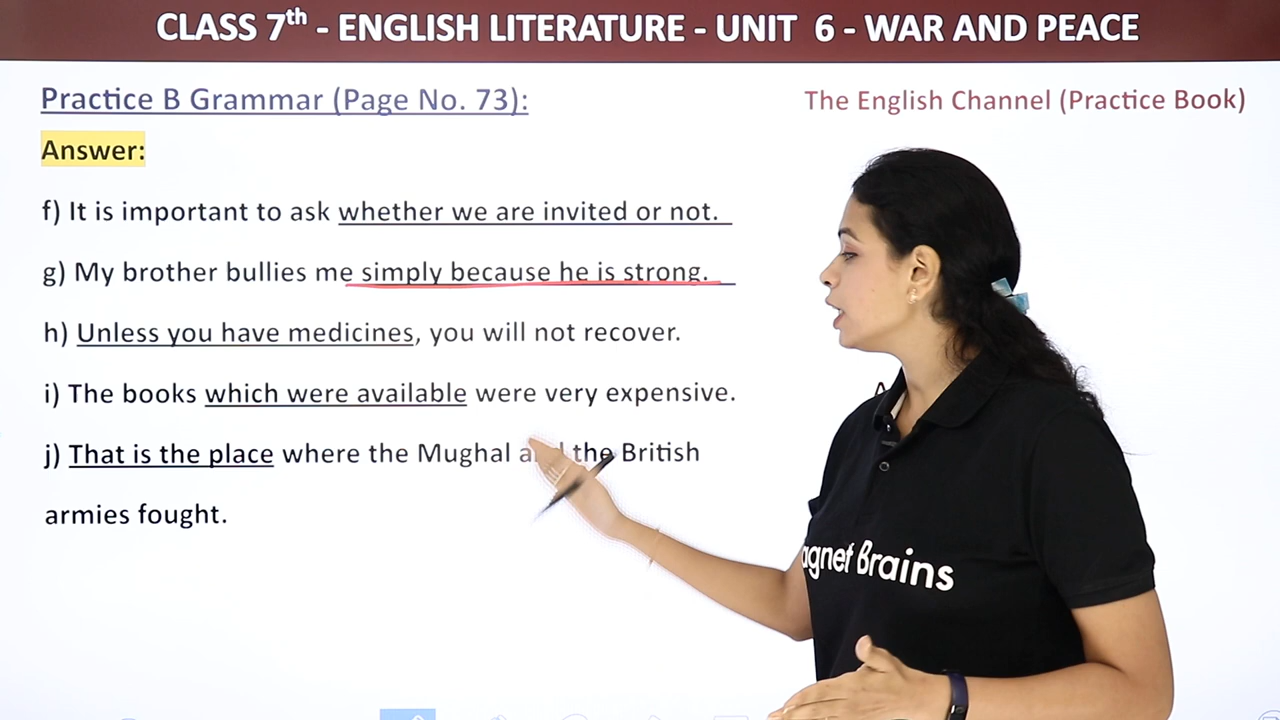 CLASS 7th - ENGLISH LITERATURE - UNIT 6 - WAR AND PEACE
Practice B Grammar (Page No. 73):
The English Channel (Practice Book)
Answer:
f) It is important to ask whether we are invited or not.
g) My brother bullies me simply because he is strong.
h) Unless you have medicines, you will not recover.
i) The books which were available were very expensive.
j) That is the place where the Mughal and the British
armies fought.
agnet Brains